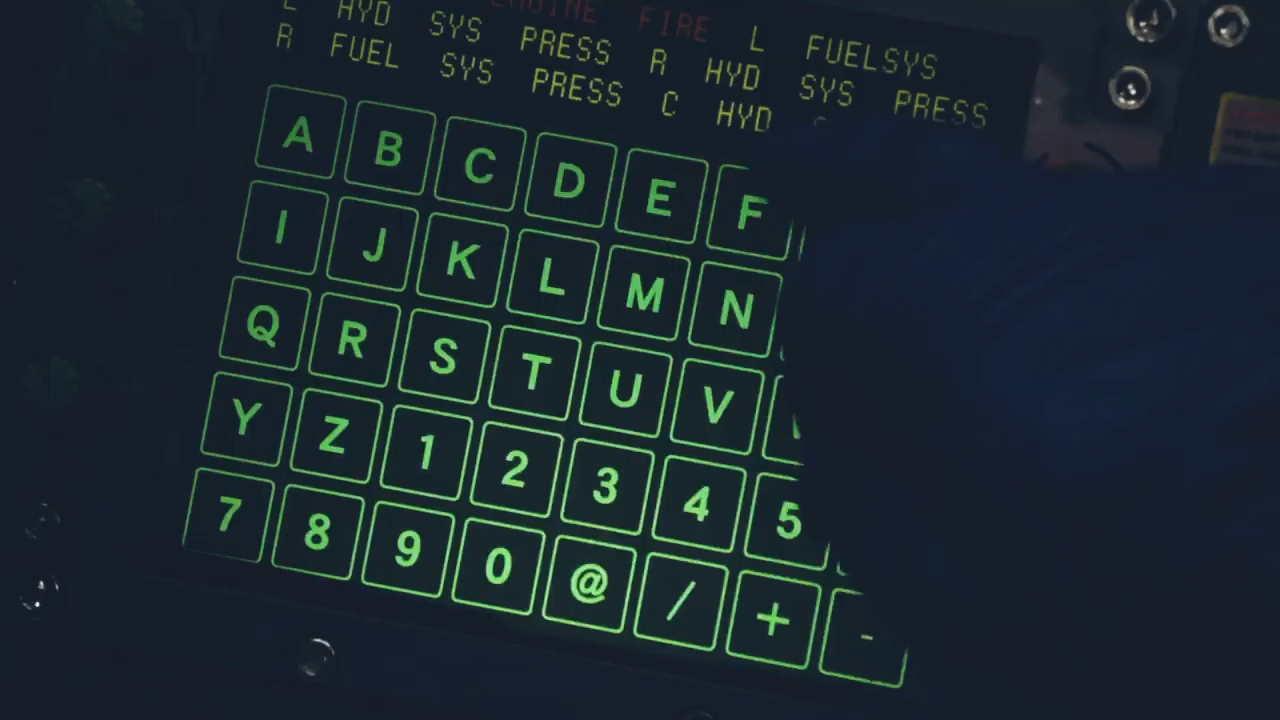 ENGINE FIRE L FUELSYS
L HYD SYS PRESS R HYD SYS PRESS
R FUEL SYS PRESS C HYD
A B C D E F
I J K L M N
Q R S T U V
Y Z 1 2 3 4 5
7 8 9 0 @ / + -